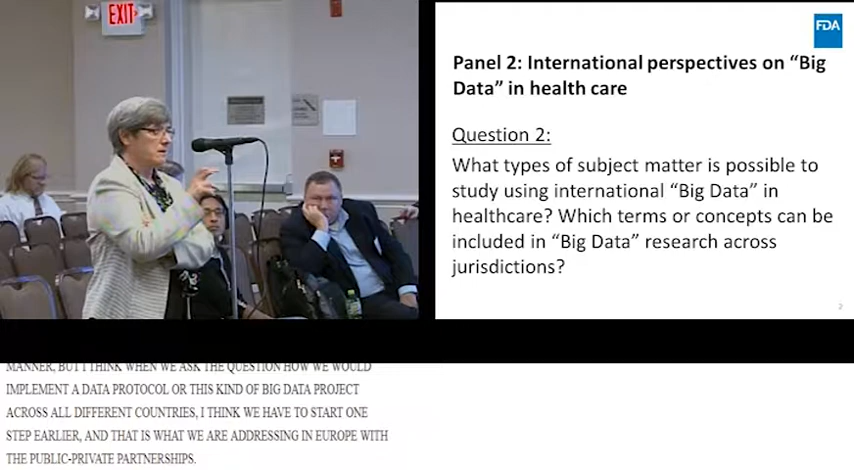 EXIT
FDA
Panel 2: International perspectives on “Big
Data” in health care
Question 2:
What types of subject matter is possible to
study using international “Big Data” in
healthcare? Which terms or concepts can be
included in “Big Data” research across
jurisdictions?
2
MANNER, BUT I THINK WHEN WE ASK THE QUESTION HOW WE WOULD
IMPLEMENT A DATA PROTOCOL OR THIS KIND OF BIG DATA PROJECT
ACROSS ALL DIFFERENT COUNTRIES, I THINK WE HAVE TO START ONE
STEP EARLIER, AND THAT IS WHAT WE ARE ADDRESSING IN EUROPE WITH
THE PUBLIC-PRIVATE PARTNERSHIPS.